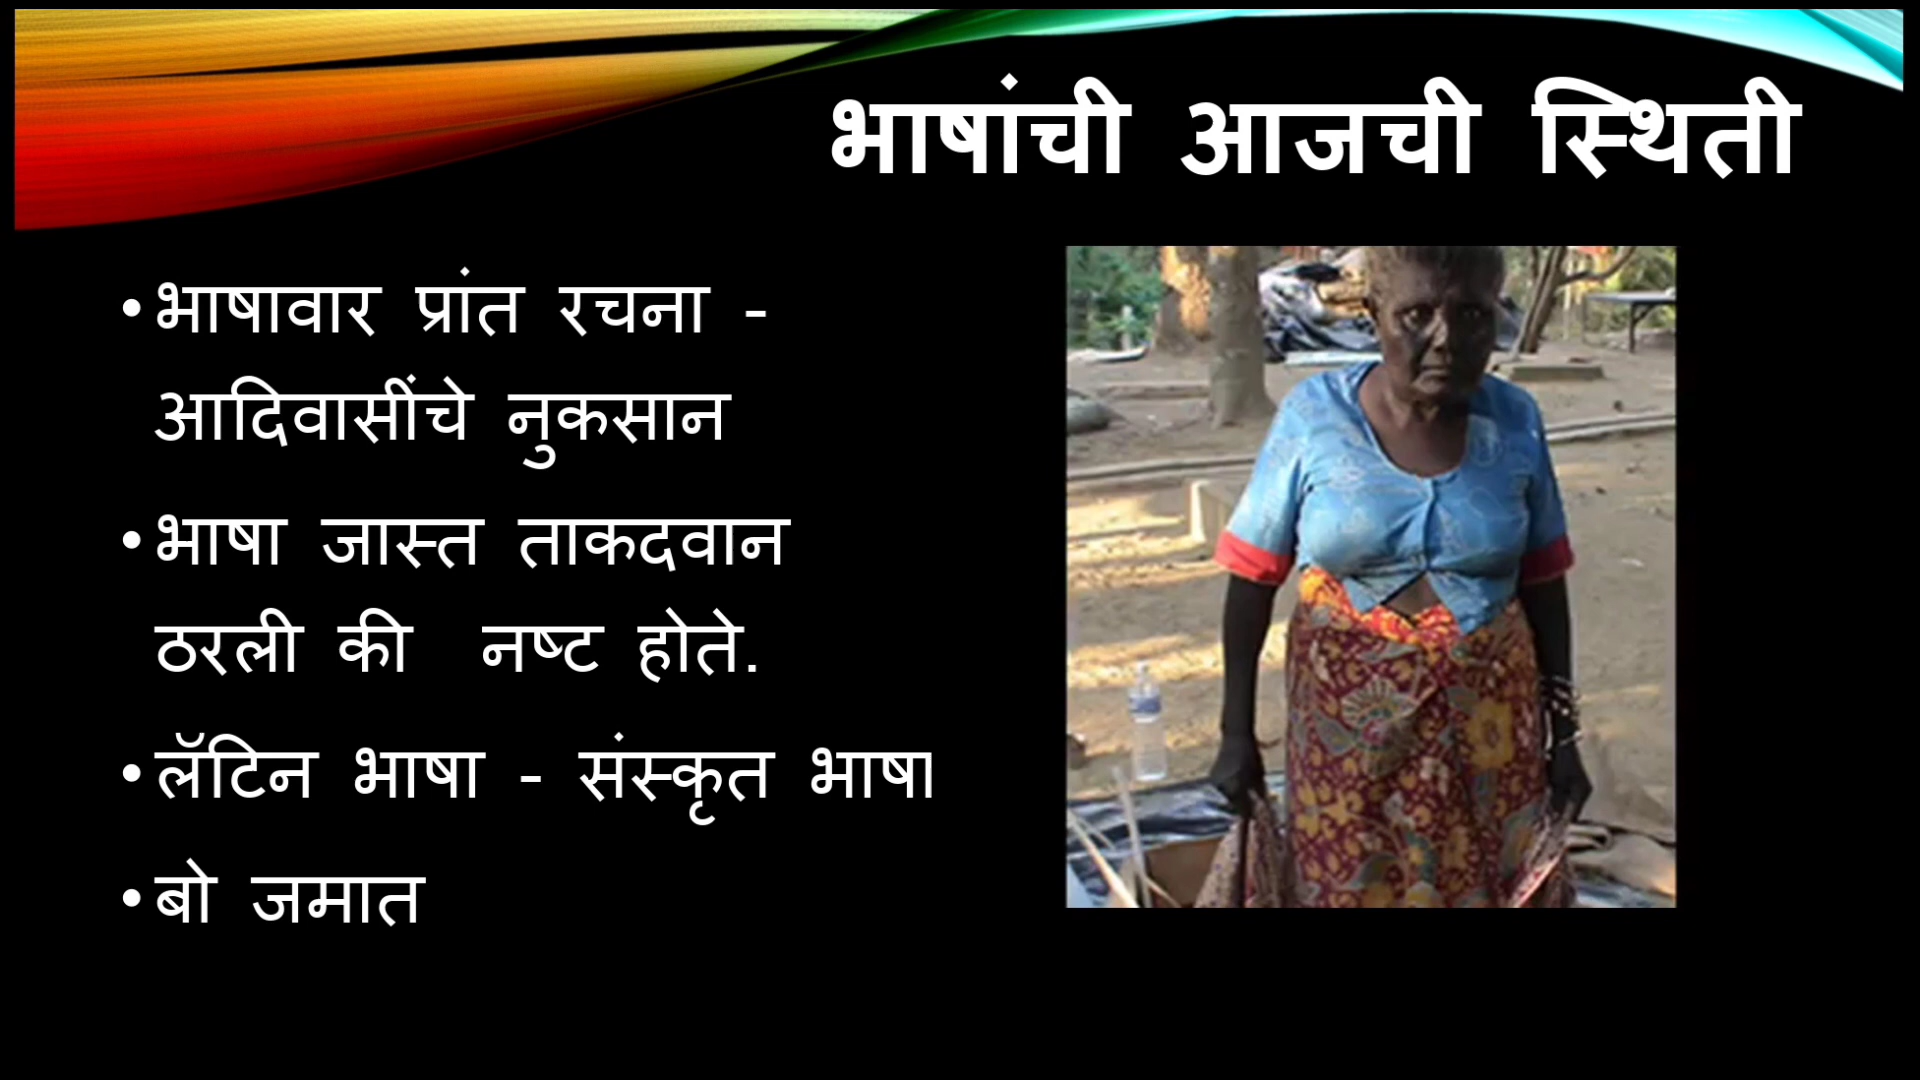 भाषांची आजची स्थिती
• भाषावार प्रांत रचना -
आदिवासींचे नुकसान
• भाषा जास्त ताकदवान
ठरली की नष्ट होते.
• लॅटिन भाषा - संस्कृत भाषा
• बो जमात